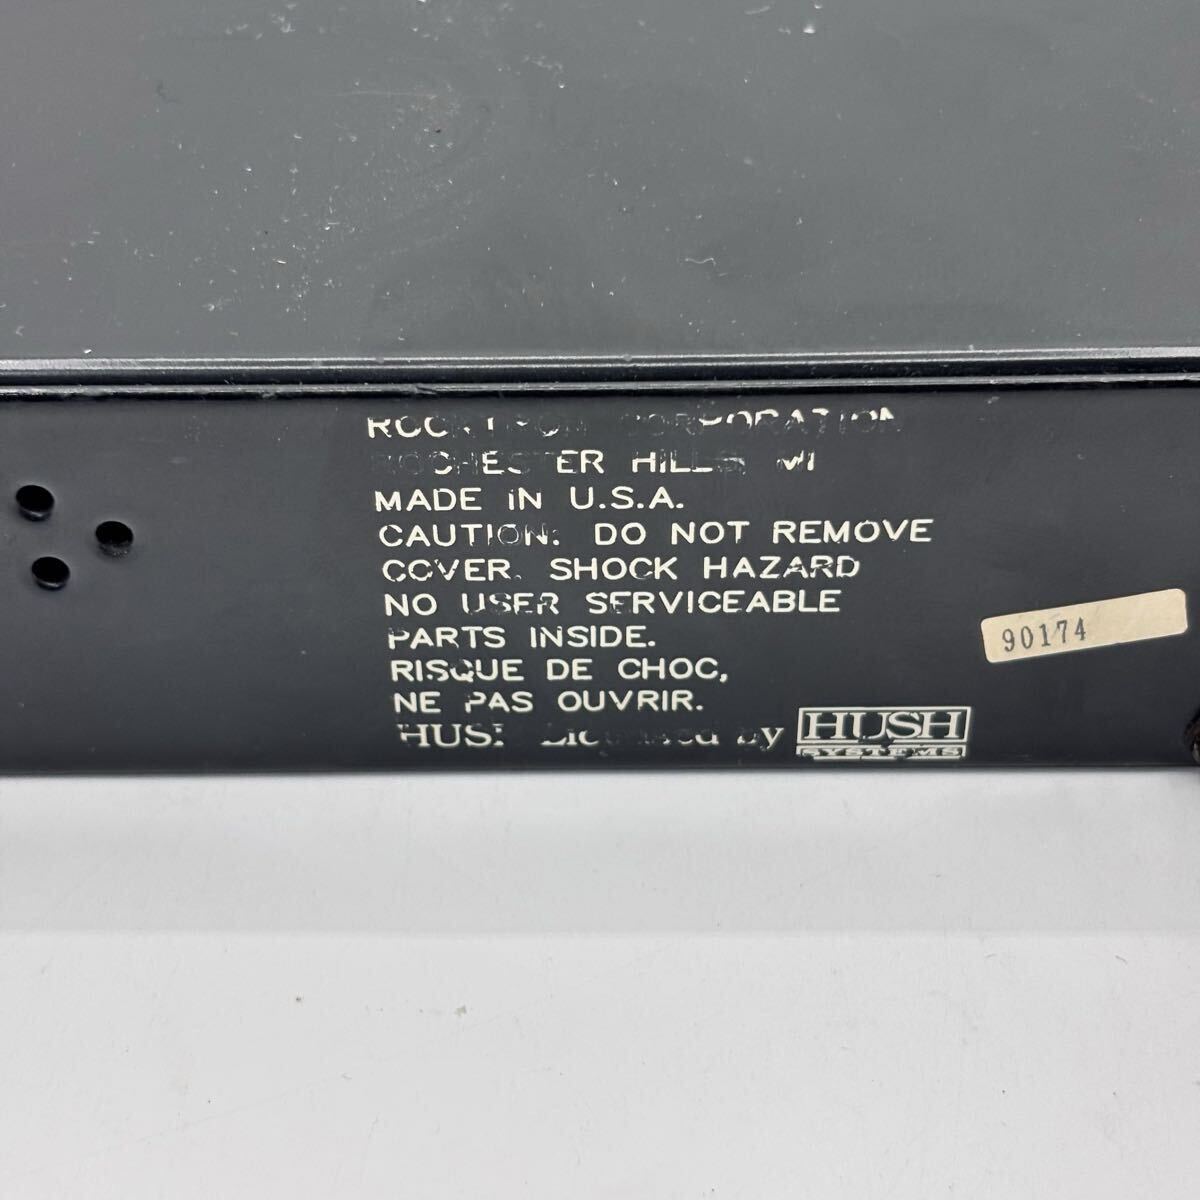 ROCKTRON CORPORATION
ROCHESTER HILLS, MI
MADE IN U.S.A.
CAUTION: DO NOT REMOVE
COVER. SHOCK HAZARD
NO USER SERVICEABLE
PARTS INSIDE.
RISQUE DE CHOC,
NE PAS OUVRIR.
HUSH Licensed by HUSH
SYSTEMS
90174